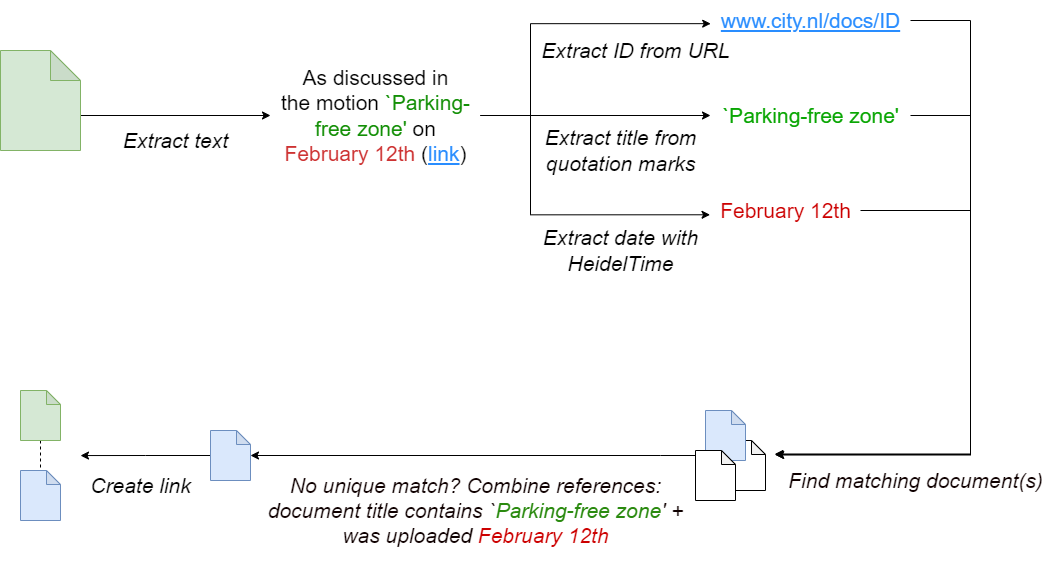 Extract text
As discussed in
the motion `Parking-
free zone' on
February 12th (link)
www.city.nl/docs/ID
Extract ID from URL
`Parking-free zone'
Extract title from
quotation marks
February 12th
Extract date with
HeidelTime
Find matching document(s)
No unique match? Combine references:
document title contains `Parking-free zone' +
was uploaded February 12th
Create link